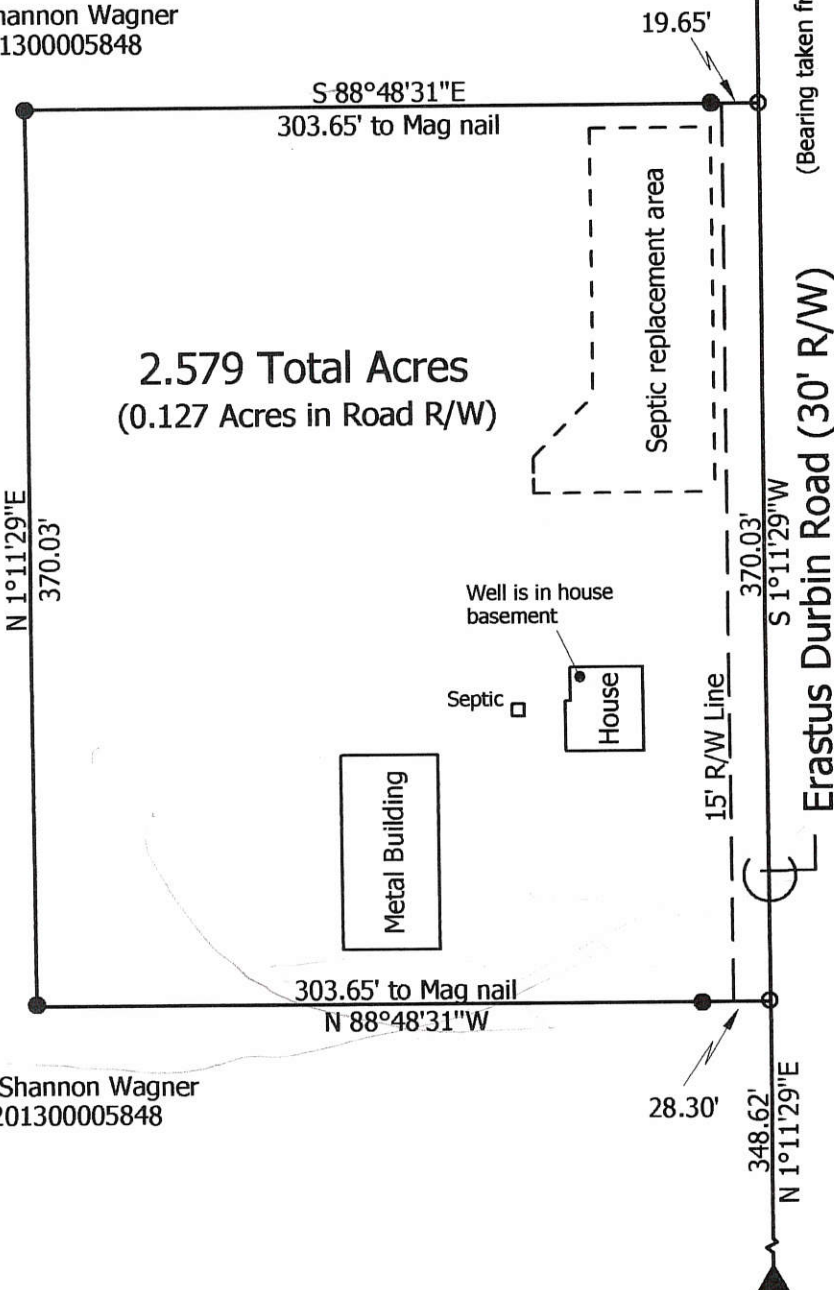 Shannon Wagner
1300005848
19.65'
(Bearing taken
S 88°48'31"E
303.65' to Mag nail
Septic replacement area
2.579 Total Acres
(0.127 Acres in Road R/W)
N 1°11'29"E
370.03'
370.03'
S 1°11'29"W
Erastus Durbin Road (30' R/W)
Well is in house
basement
Septic
House
15' R/W Line
Metal Building
303.65' to Mag nail
N 88°48'31"W
Shannon Wagner
201300005848
28.30'
348.62'
N 1°11'29"E